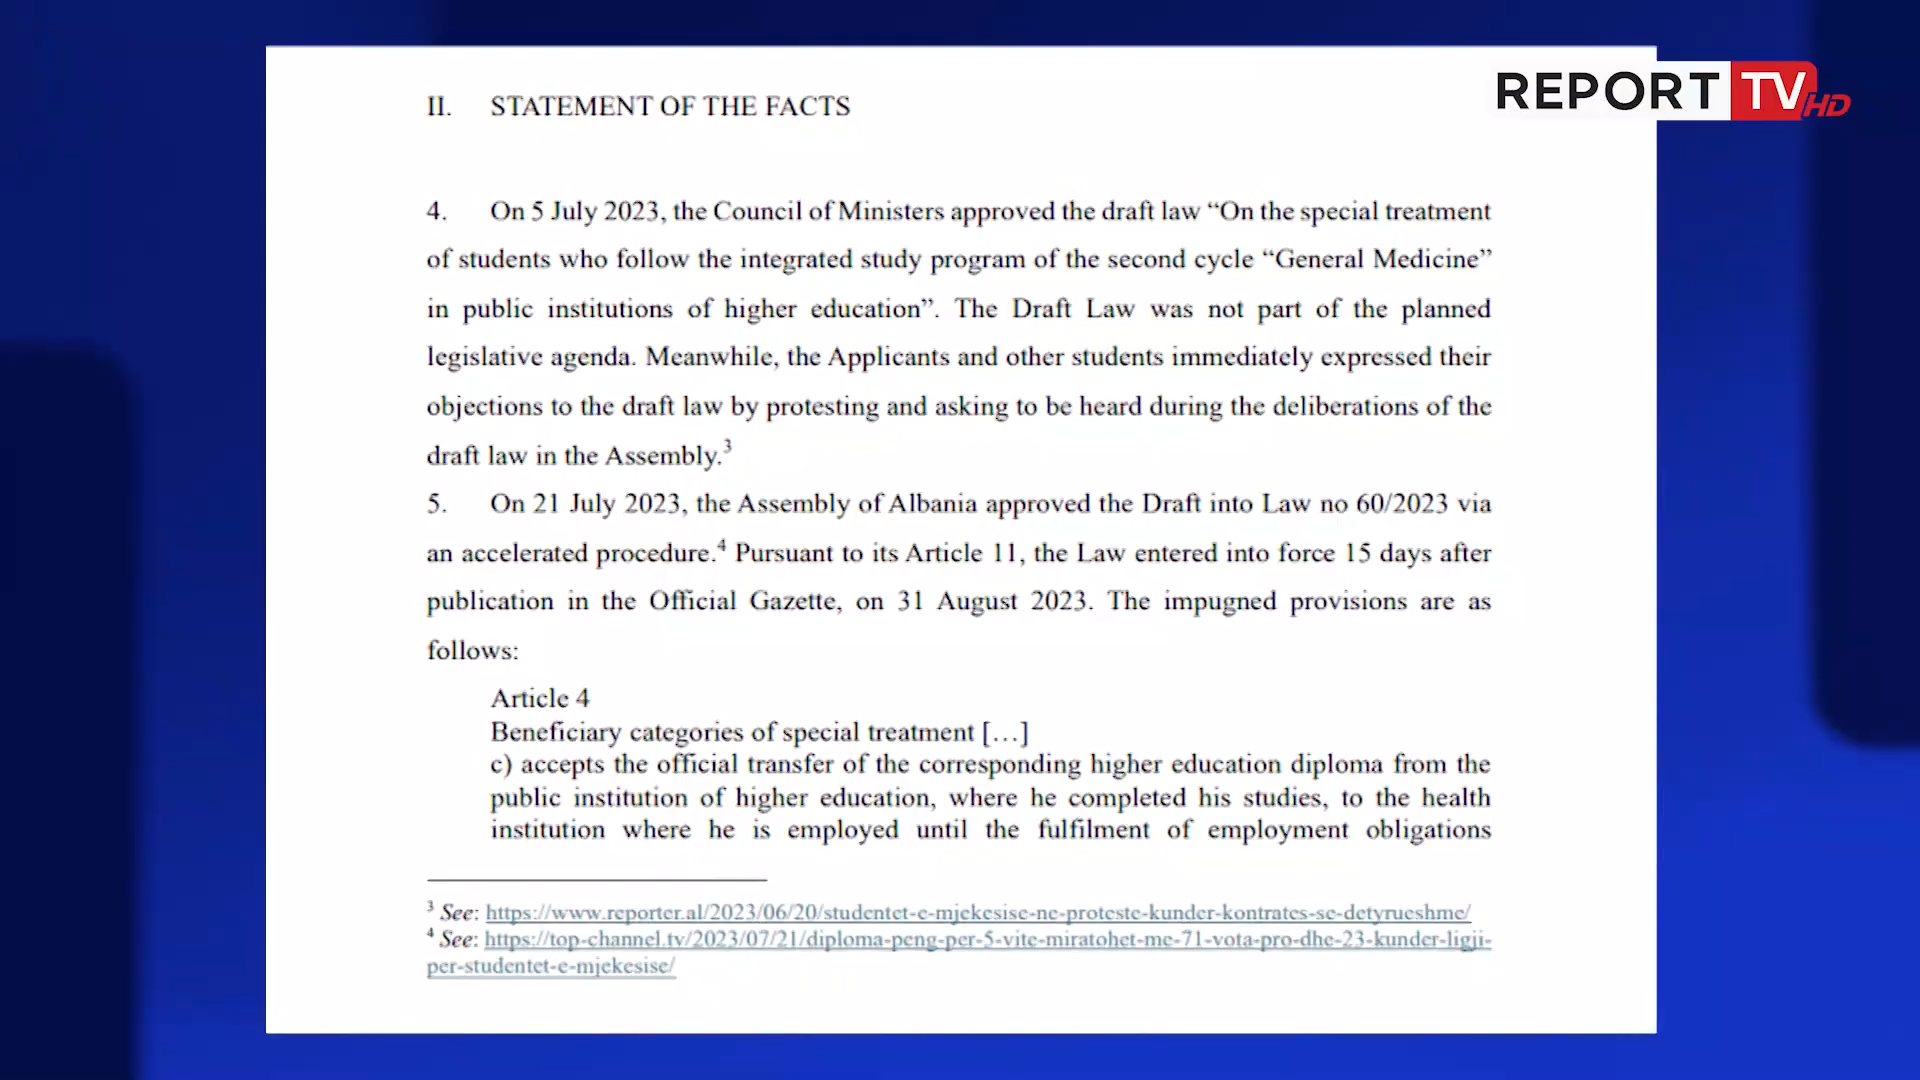 REPORT TV HD
II. STATEMENT OF THE FACTS
4. On 5 July 2023, the Council of Ministers approved the draft law “On the special treatment
of students who follow the integrated study program of the second cycle “General Medicine”
in public institutions of higher education”. The Draft Law was not part of the planned
legislative agenda. Meanwhile, the Applicants and other students immediately expressed their
objections to the draft law by protesting and asking to be heard during the deliberations of the
draft law in the Assembly.3
5. On 21 July 2023, the Assembly of Albania approved the Draft into Law no 60/2023 via
an accelerated procedure.4 Pursuant to its Article 11, the Law entered into force 15 days after
publication in the Official Gazette, on 31 August 2023. The impugned provisions are as
follows:
Article 4
Beneficiary categories of special treatment […]
c) accepts the official transfer of the corresponding higher education diploma from the
public institution of higher education, where he completed his studies, to the health
institution where he is employed until the fulfilment of employment obligations
3 See: https://www.reporter.al/2023/06/20/studentet-e-mjekesise-ne-proteste-kunder-kontrates-se-detyrueshme/
4 See: https://top-channel.tv/2023/07/21/diploma-peng-per-5-vite-miratohet-me-71-vota-pro-dhe-23-kunder-ligji-
per-studentet-e-mjekesise/